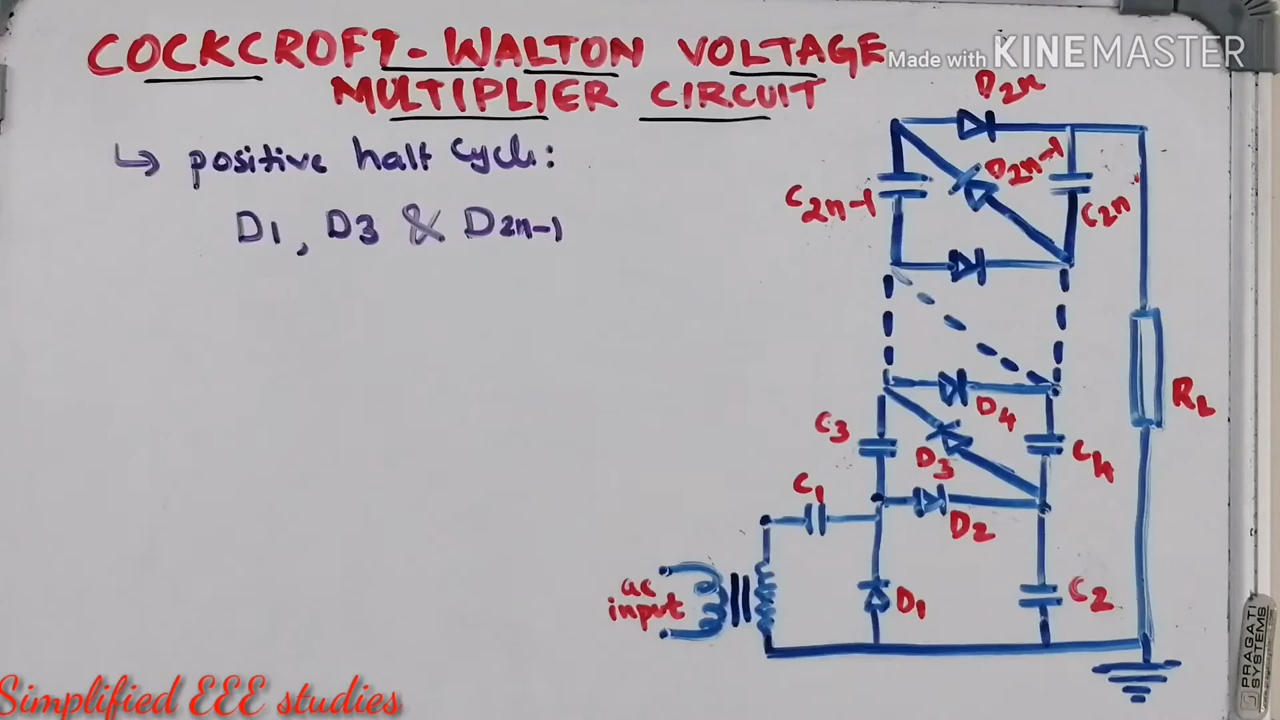 COCKCROFT-WALTON VOLTAGE
MULTIPLIER CIRCUIT
Made with KINEMASTER
↳ positive half cycle:
D1, D3 & D2n-1
D2n
D2n-1
C2n-1
C2n
D4
C3
D3
C4
C1
D2
RL
ac
input
D1
C2
PRAGATI
SYSTEMS
Simplified EEE studies